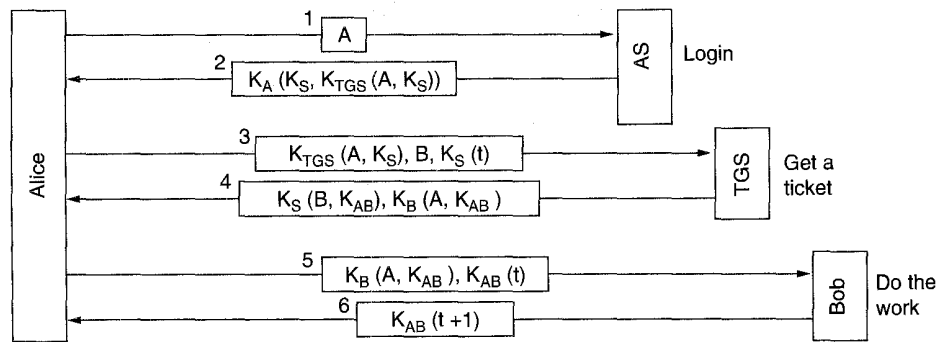 1
A
AS
Login
2
K_A (K_S, K_TGS (A, K_S))
Alice
3
K_TGS (A, K_S), B, K_S (t)
TGS
Get a
ticket
4
K_S (B, K_AB), K_B (A, K_AB )
5
K_B (A, K_AB ), K_AB (t)
Bob
Do the
work
6
K_AB (t +1)